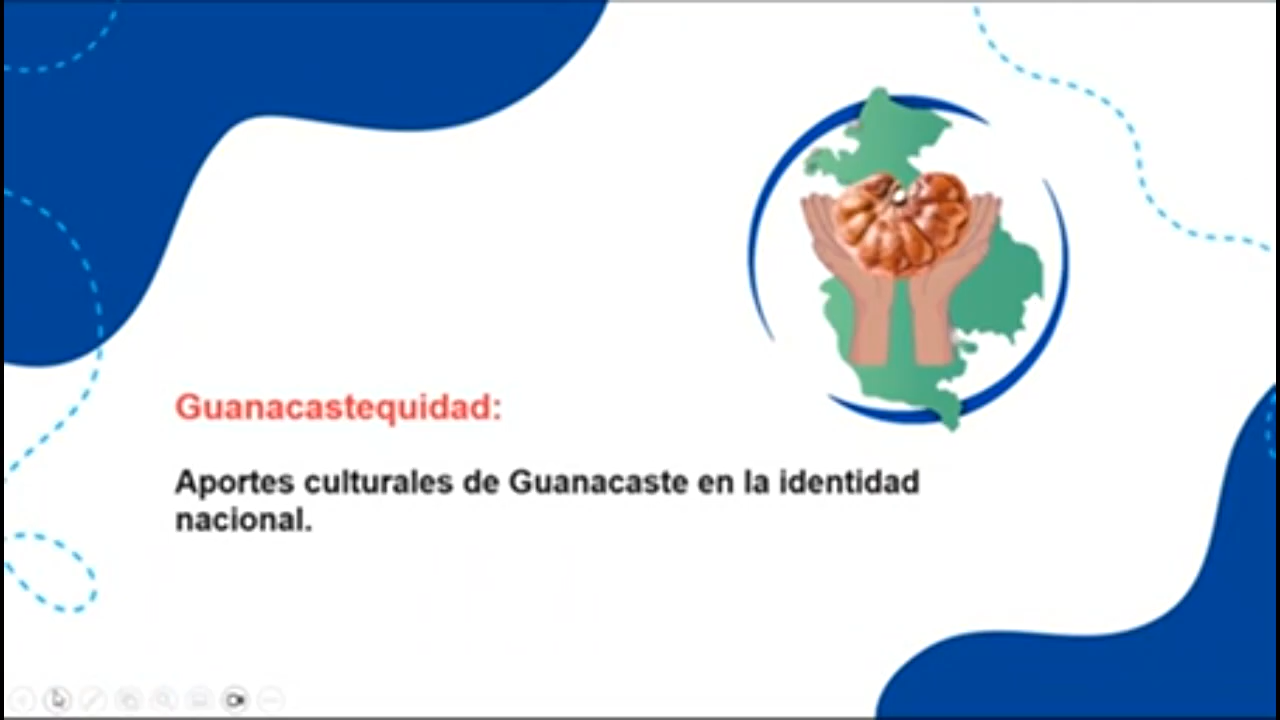 Guanacastequidad:
Aportes culturales de Guanacaste en la identidad
nacional.